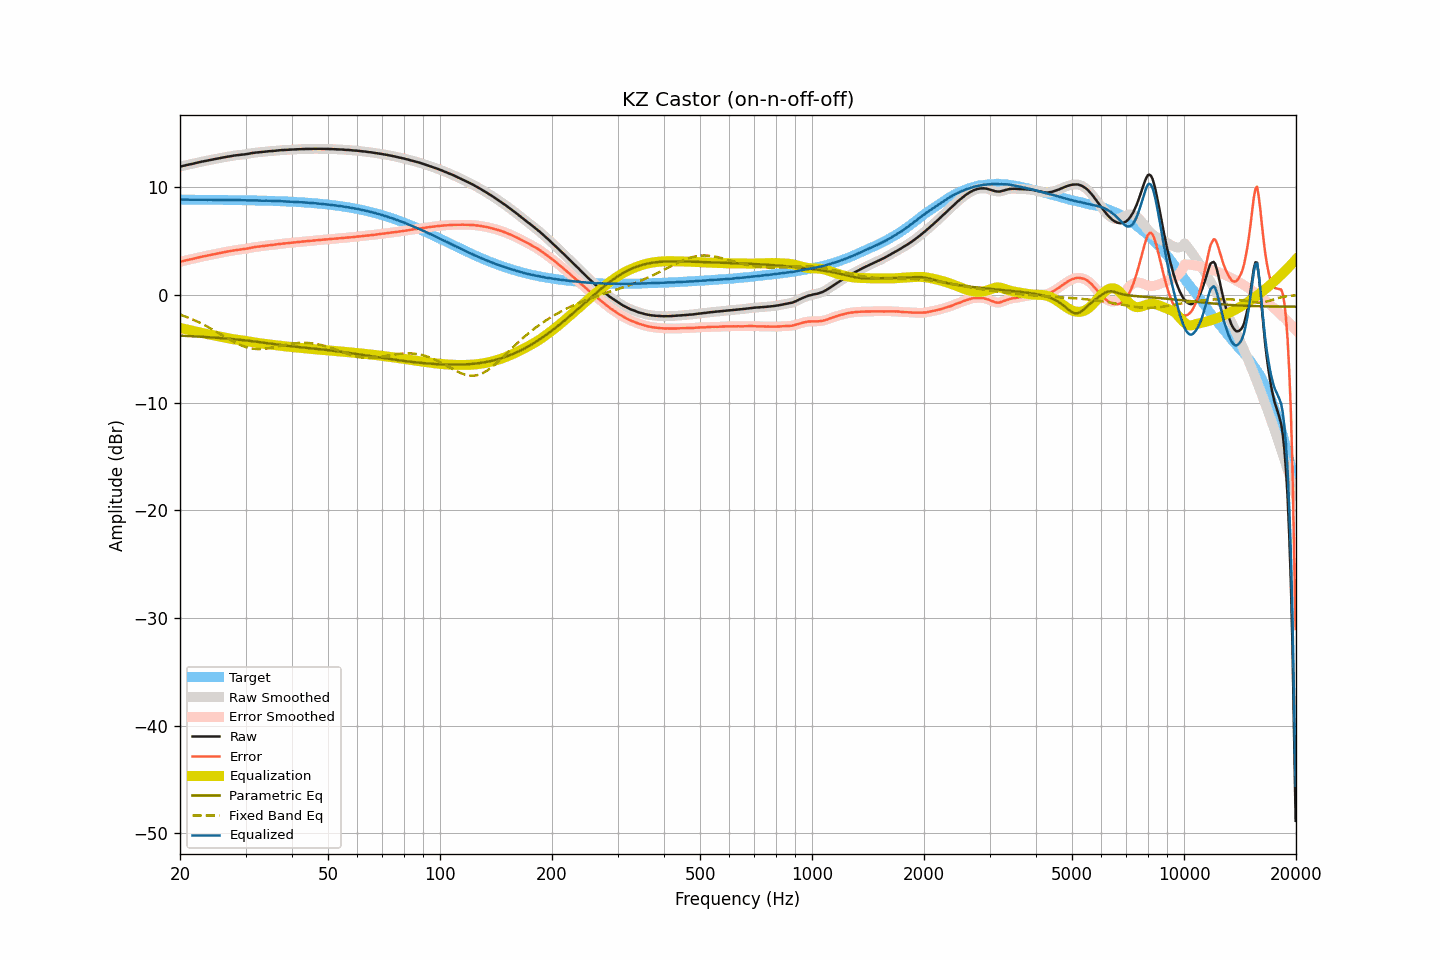 KZ Castor (on-n-off-off)
10
0
−10
−20
−30
−40
−50
Amplitude (dBr)
Target
Raw Smoothed
Error Smoothed
Raw
Error
Equalization
Parametric Eq
Fixed Band Eq
Equalized
20 50 100 200 500 1000 2000 5000 10000 20000
Frequency (Hz)